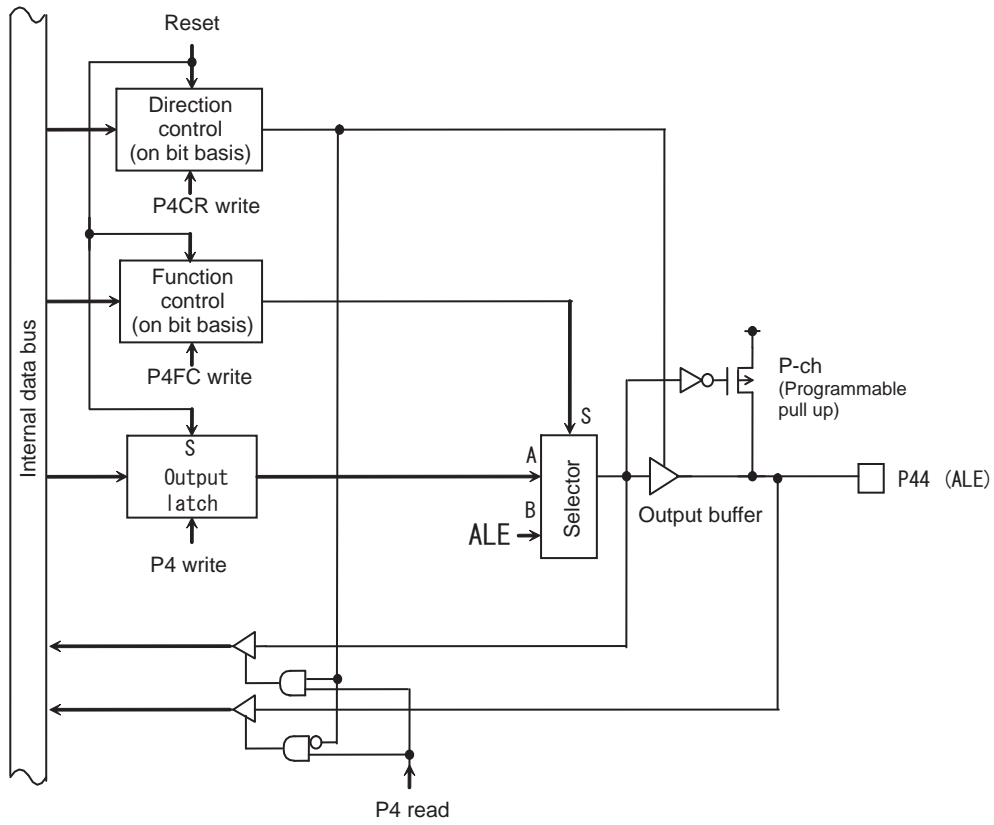 Reset
Direction
control
(on bit basis)
P4CR write
Function
control
(on bit basis)
P4FC write
Internal data bus
S
Output
latch
P4 write
A
B
S
ALE
Selector
Output buffer
P-ch
(Programmable
pull up)
P44 (ALE)
P4 read